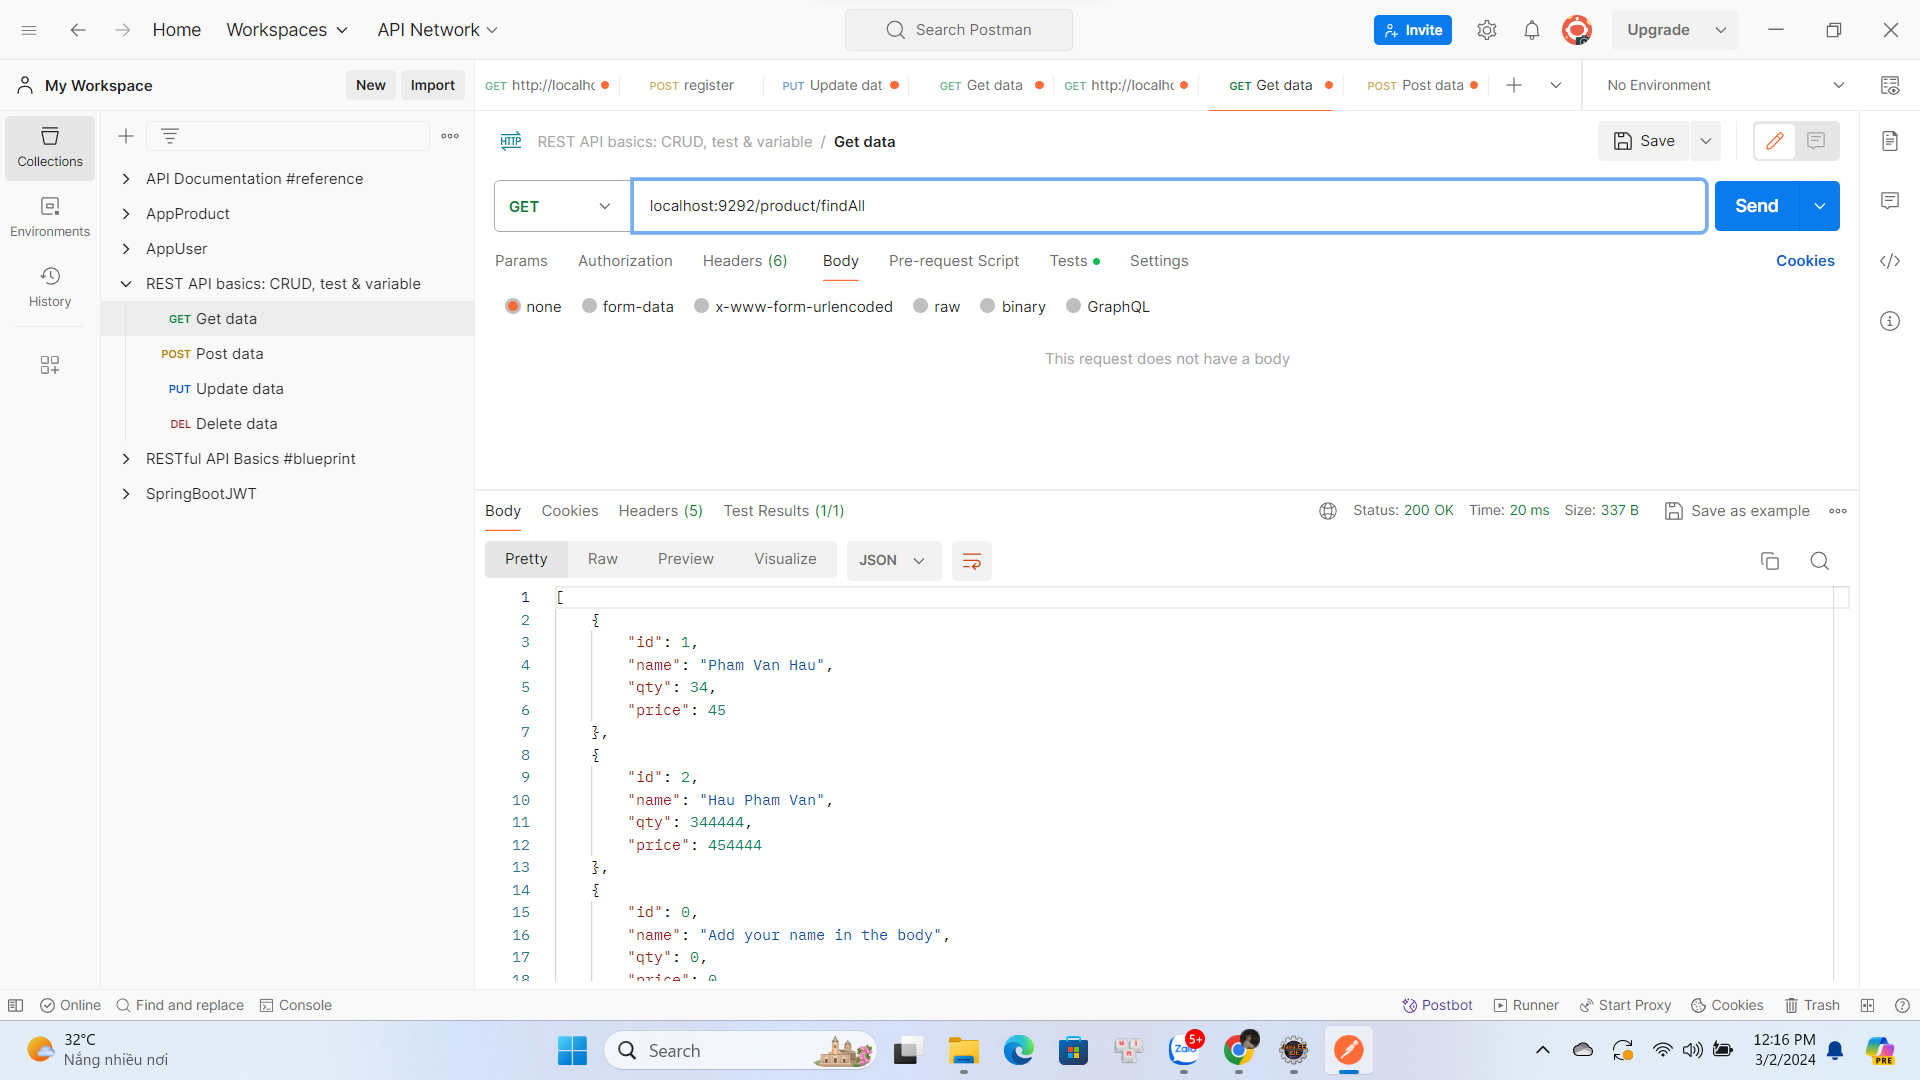 Home Workspaces API Network Search Postman Invite Upgrade
My Workspace New Import GET http://localh POST register PUT Update dat GET Get data GET http://localh GET Get data POST Post data No Environment
Collections
Environments
History
API Documentation #reference
AppProduct
AppUser
REST API basics: CRUD, test & variable
GET Get data
POST Post data
PUT Update data
DEL Delete data
RESTful API Basics #blueprint
SpringBootJWT
HTTP REST API basics: CRUD, test & variable / Get data Save
GET localhost:9292/product/findAll Send
Params Authorization Headers (6) Body Pre-request Script Tests Settings Cookies
none form-data x-www-form-urlencoded raw binary GraphQL
This request does not have a body
Body Cookies Headers (5) Test Results (1/1) Status: 200 OK Time: 20 ms Size: 337 B Save as example
Pretty Raw Preview Visualize JSON
1 [
2 {
3 "id": 1,
4 "name": "Pham Van Hau",
5 "qty": 34,
6 "price": 45
7 },
8 {
9 "id": 2,
10 "name": "Hau Pham Van",
11 "qty": 344444,
12 "price": 454444
13 },
14 {
15 "id": 0,
16 "name": "Add your name in the body",
17 "qty": 0,
18 "price": 0
Online Find and replace Console Postbot Runner Start Proxy Cookies Trash
32°C
Nắng nhiều nơi
Search
Zalo
5+
12:16 PM
3/2/2024
PRE